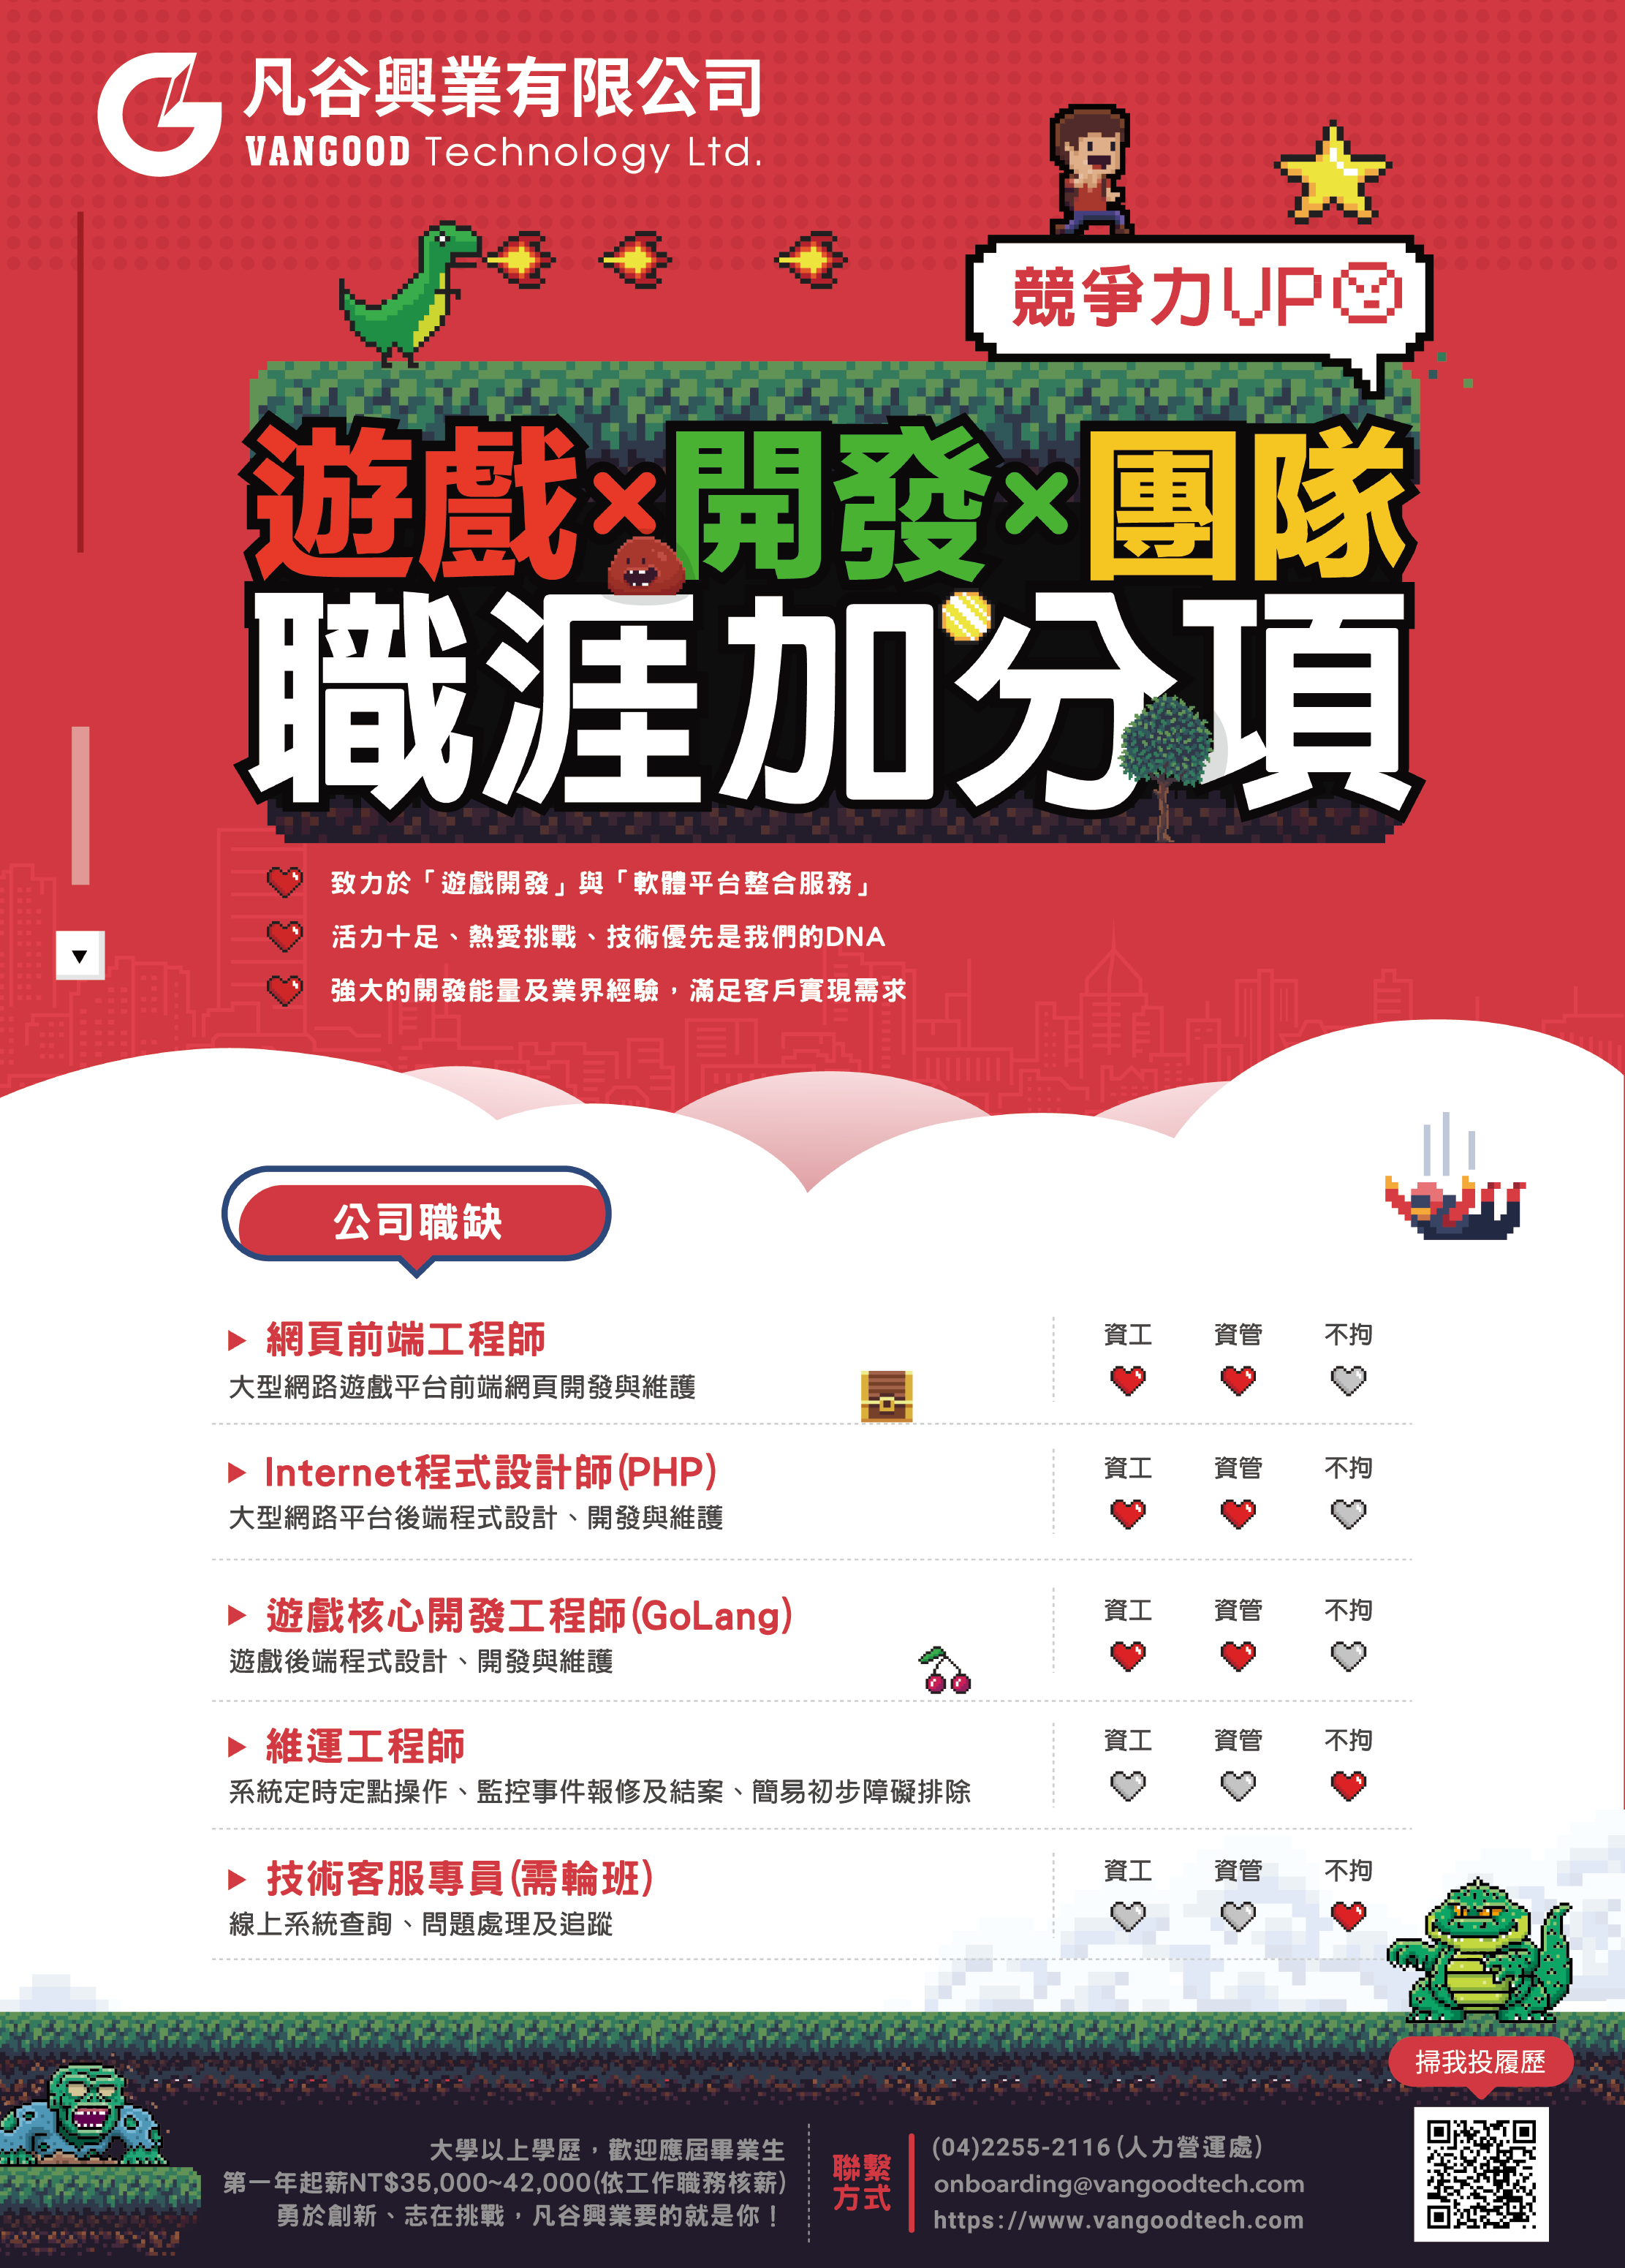 凡谷興業有限公司
VANGOOD Technology Ltd.
競爭力UP
遊戲×開發×團隊
職涯加分項
致力於「遊戲開發」與「軟體平台整合服務」
活力十足、熱愛挑戰、技術優先是我們的DNA
強大的開發能量及業界經驗，滿足客戶實現需求
公司職缺
網頁前端工程師
大型網路遊戲平台前端網頁開發與維護
資工 資管 不拘
Internet程式設計師(PHP)
大型網路平台後端程式設計、開發與維護
資工 資管 不拘
遊戲核心開發工程師(GoLang)
遊戲後端程式設計、開發與維護
資工 資管 不拘
維運工程師
系統定時定點操作、監控事件報修及結案、簡易初步障礙排除
資工 資管 不拘
技術客服專員(需輪班)
線上系統查詢、問題處理及追蹤
資工 資管 不拘
掃我投履歷
大學以上學歷，歡迎應屆畢業生
第一年起薪NT$35,000~42,000(依工作職務核薪)
勇於創新、志在挑戰，凡谷興業要的就是你！
聯繫
方式
(04)2255-2116(人力營運處)
onboarding@vangoodtech.com
https://www.vangoodtech.com